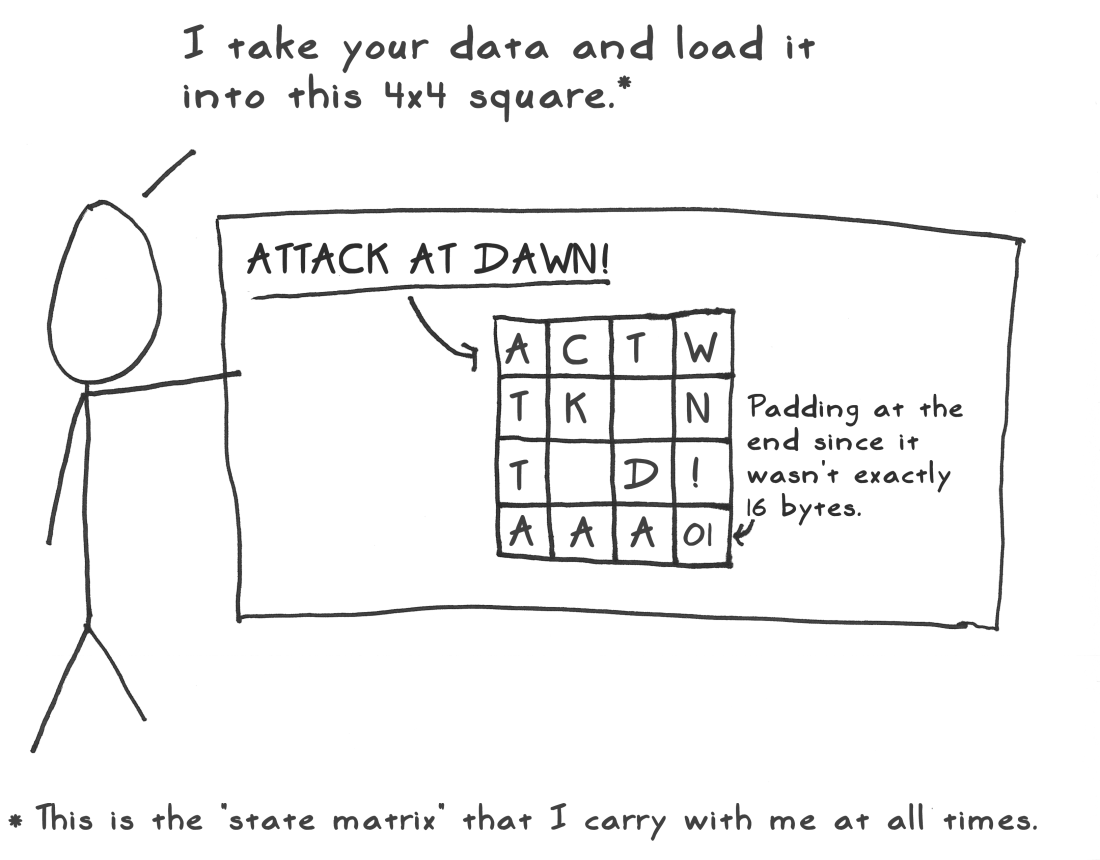 I take your data and load it
into this 4x4 square.*
ATTACK AT DAWN!
A C T W
T K N
T D !
A A A 01
Padding at the
end since it
wasn't exactly
16 bytes.
* This is the "state matrix" that I carry with me at all times.